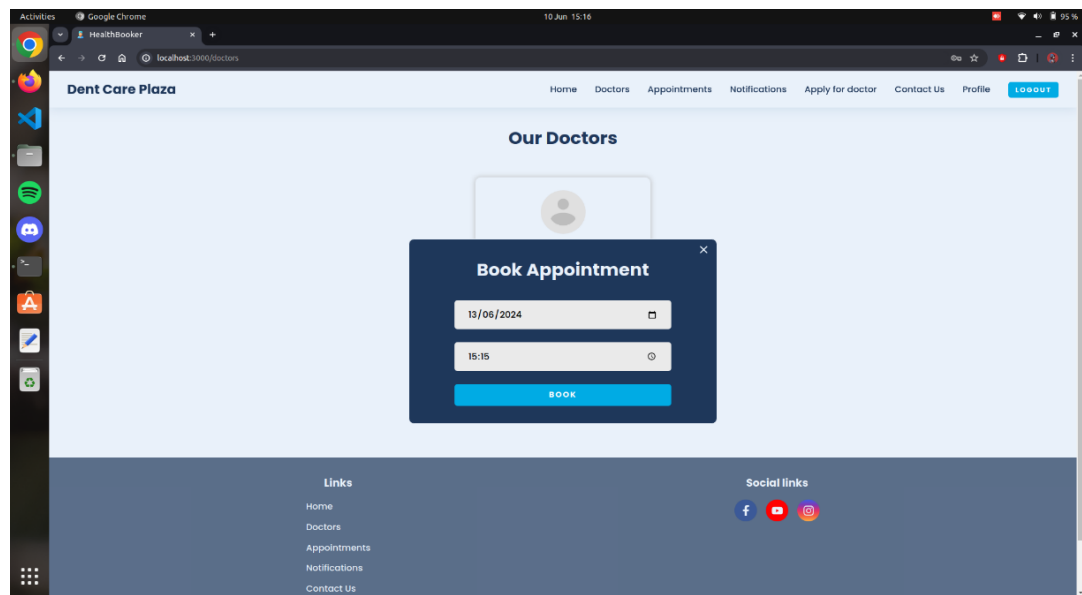 Activities Google Chrome 10 Jun 15:16 95 %
HealthBooker
localhost:3000/doctors
Dent Care Plaza Home Doctors Appointments Notifications Apply for doctor Contact Us Profile LOGOUT
Our Doctors
Book Appointment
13/06/2024
15:15
BOOK
Links
Home
Doctors
Appointments
Notifications
Contact Us
Social links